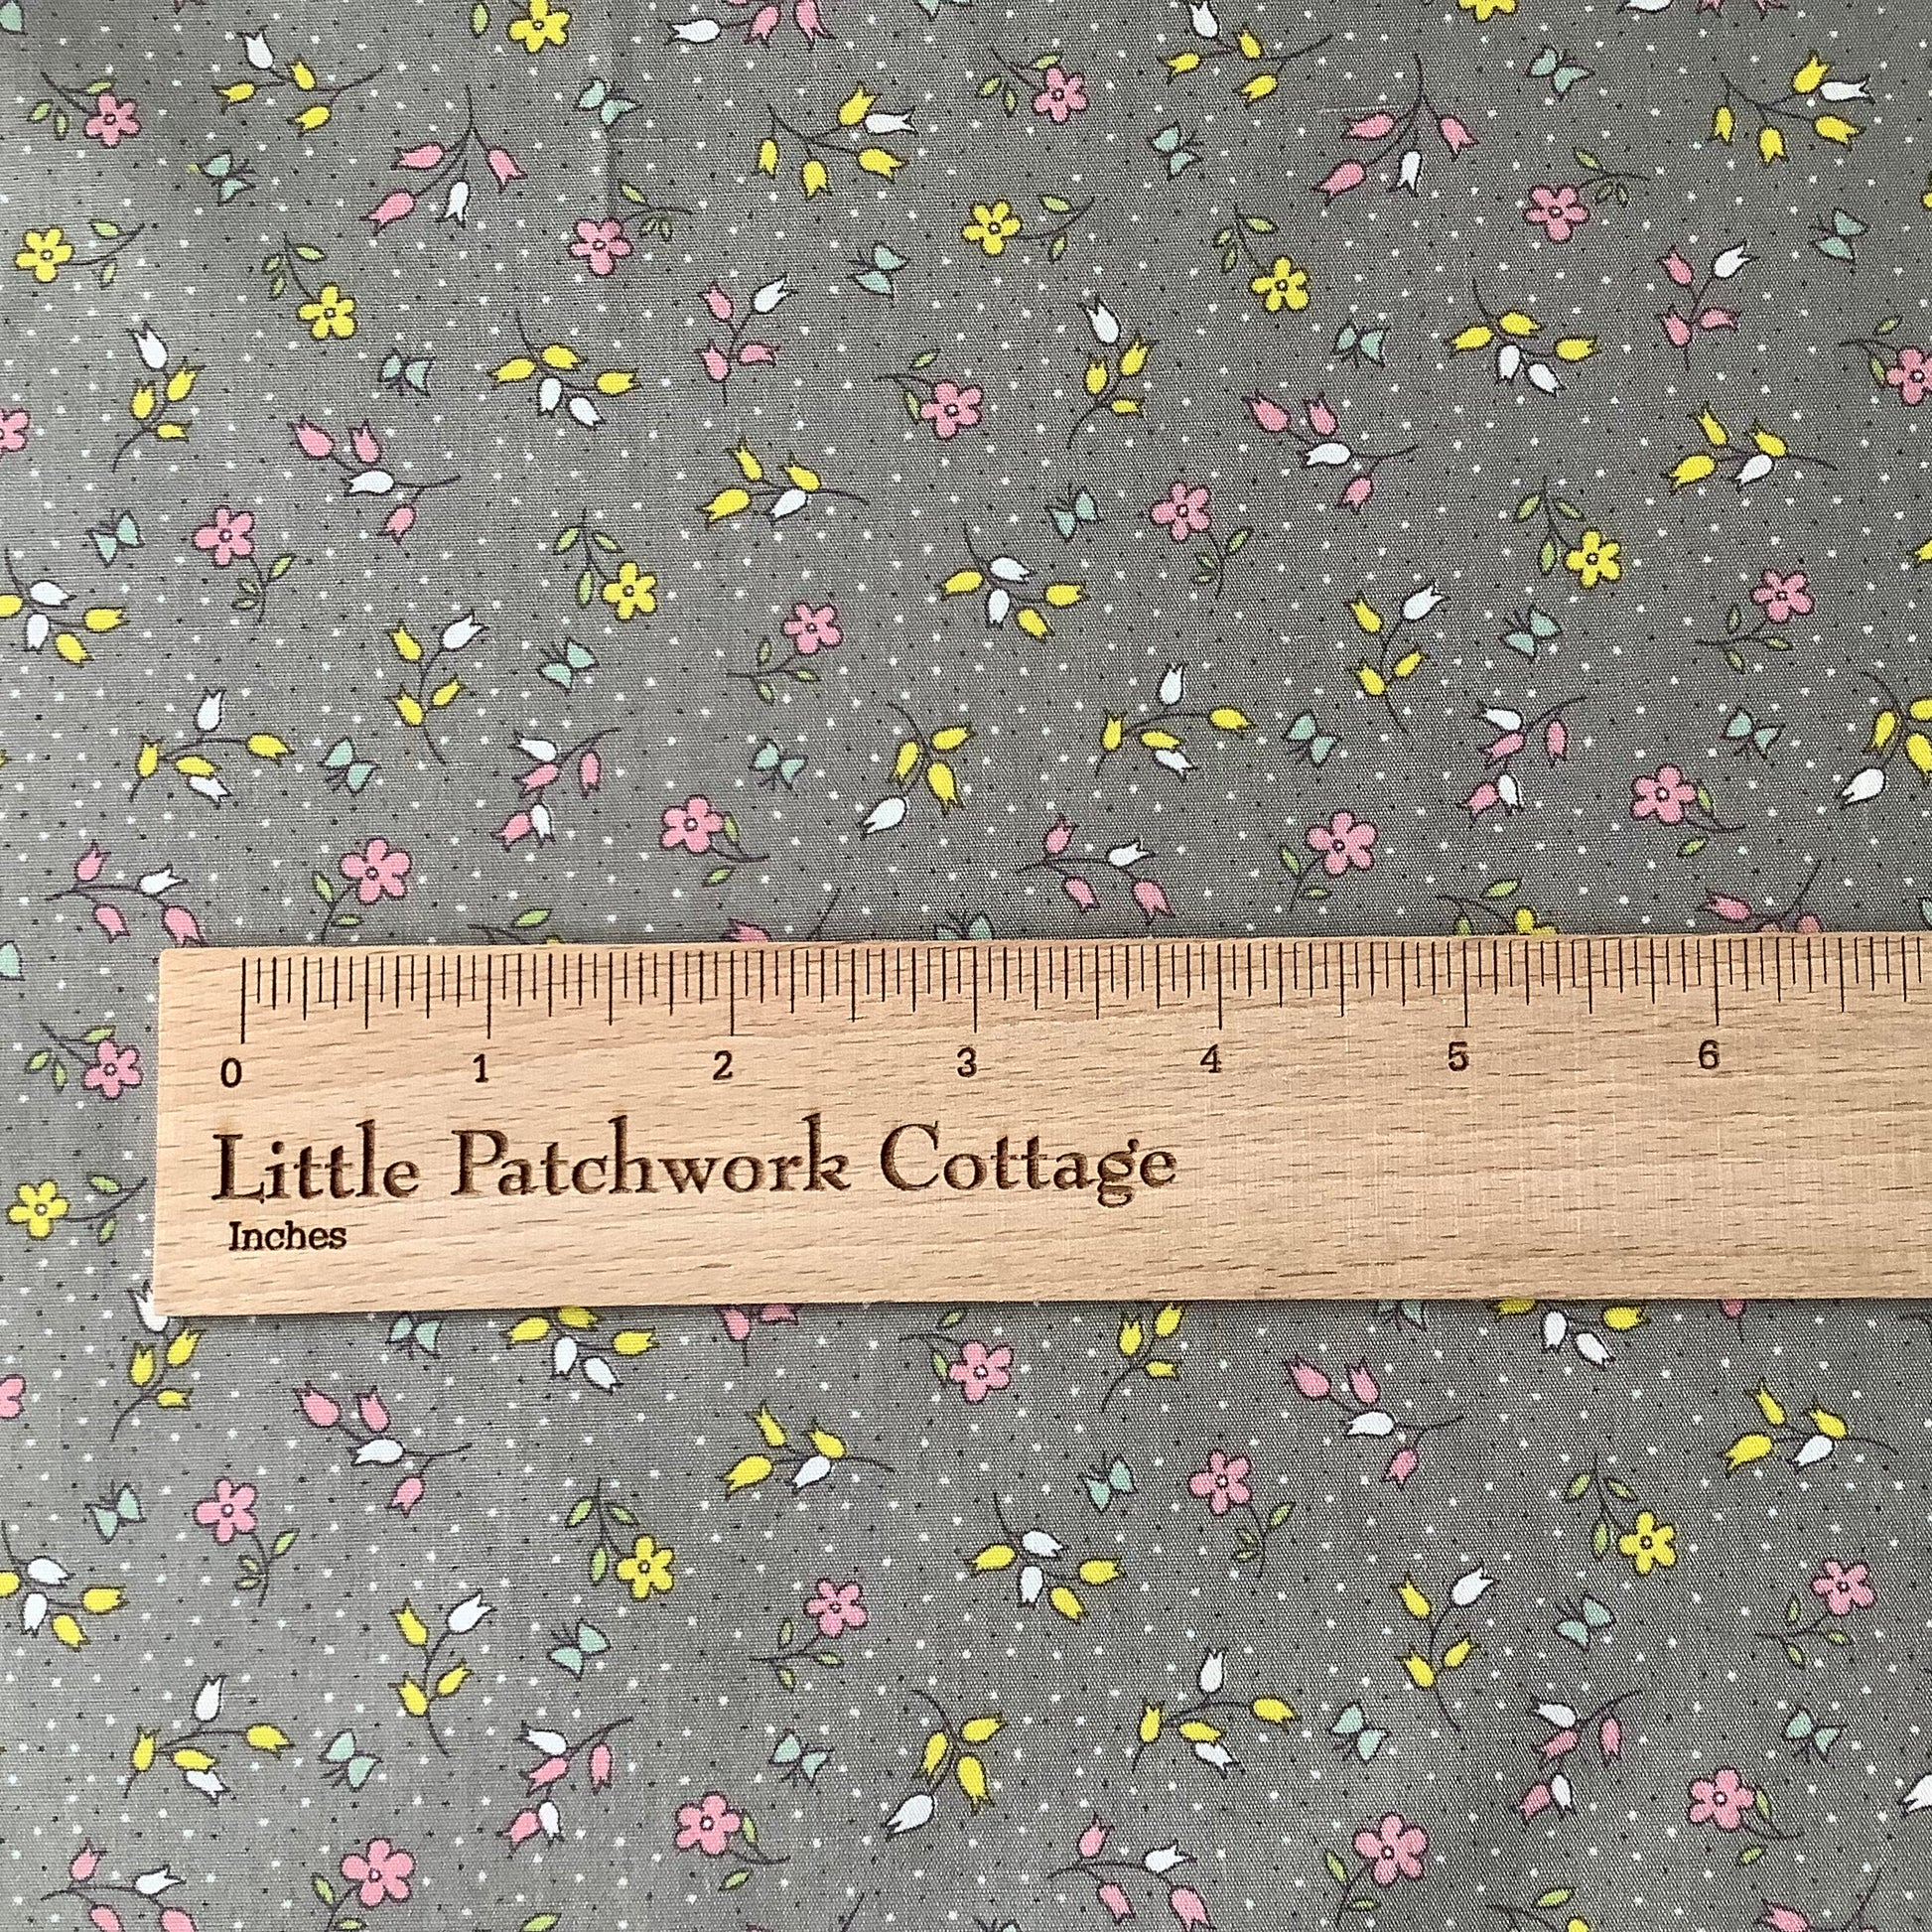 0 1 2 3 4 5 6
Little Patchwork Cottage
Inches